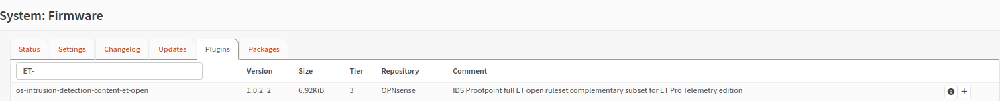 System: Firmware
Status Settings Changelog Updates Plugins Packages
ET- Version Size Tier Repository Comment
os-intrusion-detection-content-et-open 1.0.2_2 6.92KiB 3 OPNsense IDS Proofpoint full ET open ruleset complementary subset for ET Pro Telemetry edition